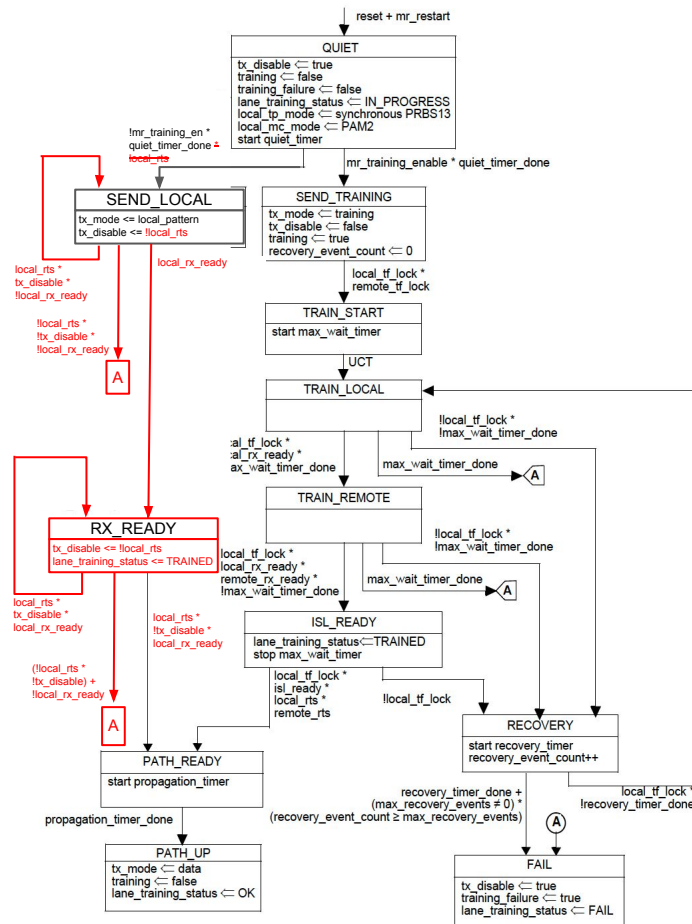 reset + mr_restart
QUIET
tx_disable ⇐ true
training ⇐ false
training_failure ⇐ false
lane_training_status ⇐ IN_PROGRESS
local_tp_mode ⇐ synchronous PRBS13
local_mc_mode ⇐ PAM2
start quiet_timer
!mr_training_en *
quiet_timer_done *
local_rts
mr_training_enable * quiet_timer_done
SEND_LOCAL
tx_mode <= local_pattern
tx_disable <= !local_rts
SEND_TRAINING
tx_mode ⇐ training
tx_disable ⇐ false
training ⇐ true
recovery_event_count ⇐ 0
local_rts *
tx_disable *
!local_rx_ready
local_rx_ready
!local_rts *
!tx_disable *
!local_rx_ready
A
local_tf_lock *
remote_tf_lock
TRAIN_START
start max_wait_timer
UCT
TRAIN_LOCAL
cal_tf_lock *
cal_rx_ready *
max_wait_timer_done
max_wait_timer_done
A
!local_tf_lock *
!max_wait_timer_done
TRAIN_REMOTE
RX_READY
tx_disable <= !local_rts
lane_training_status <= TRAINED
local_tf_lock *
local_rx_ready *
remote_rx_ready *
!max_wait_timer_done
max_wait_timer_done
A
!local_tf_lock *
!max_wait_timer_done
local_rts *
tx_disable *
local_rx_ready
local_rts *
!tx_disable *
local_rx_ready
(!local_rts *
!tx_disable) +
!local_rx_ready
A
ISL_READY
lane_training_status⇐TRAINED
stop max_wait_timer
local_tf_lock *
isl_ready *
local_rts *
remote_rts
!local_tf_lock
RECOVERY
start recovery_timer
recovery_event_count++
PATH_READY
start propagation_timer
recovery_timer_done +
(max_recovery_events ≠ 0) *
(recovery_event_count ≥ max_recovery_events)
local_tf_lock *
!recovery_timer_done
A
propagation_timer_done
PATH_UP
tx_mode ⇐ data
training ⇐ false
lane_training_status ⇐ OK
FAIL
tx_disable ⇐ true
training_failure ⇐ true
lane_training_status ⇐ FAIL